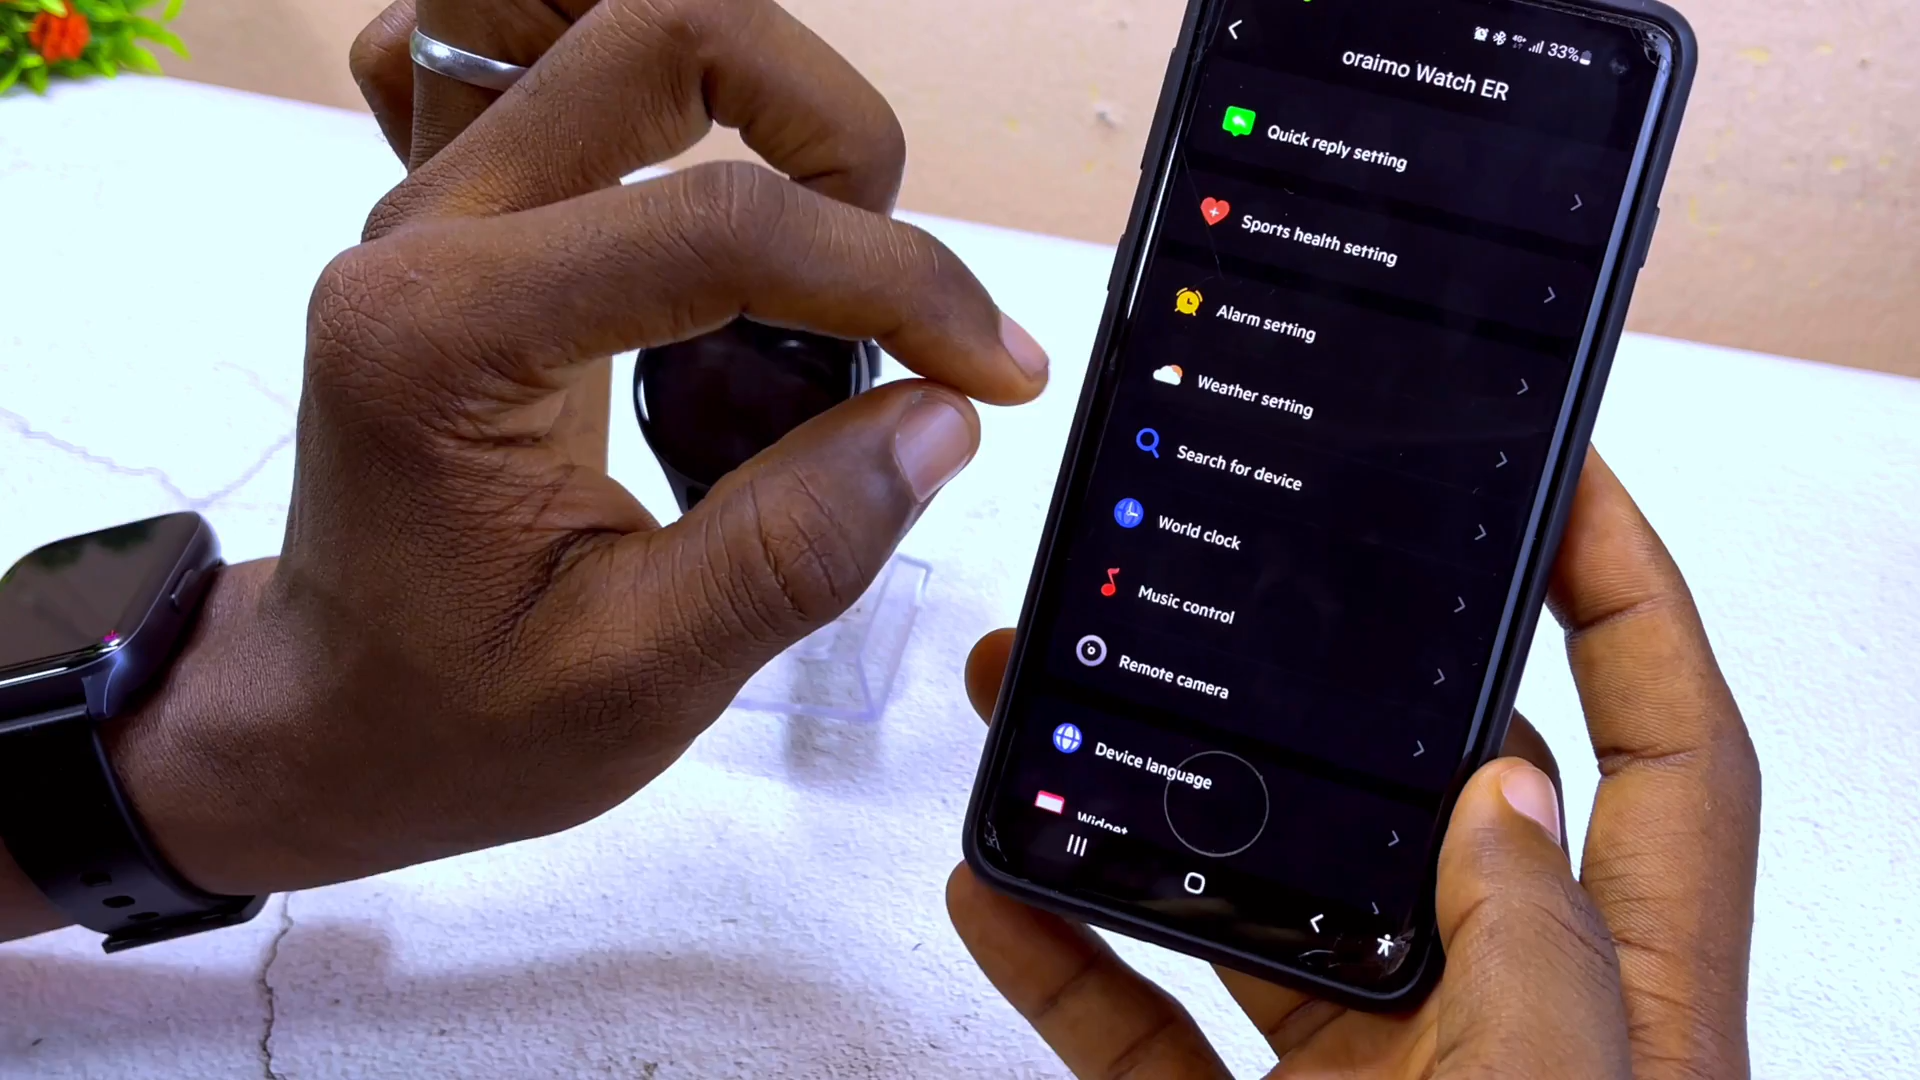 33%
oraimo Watch ER
Quick reply setting
Sports health setting
Alarm setting
Weather setting
Search for device
World clock
Music control
Remote camera
Device language
Widget